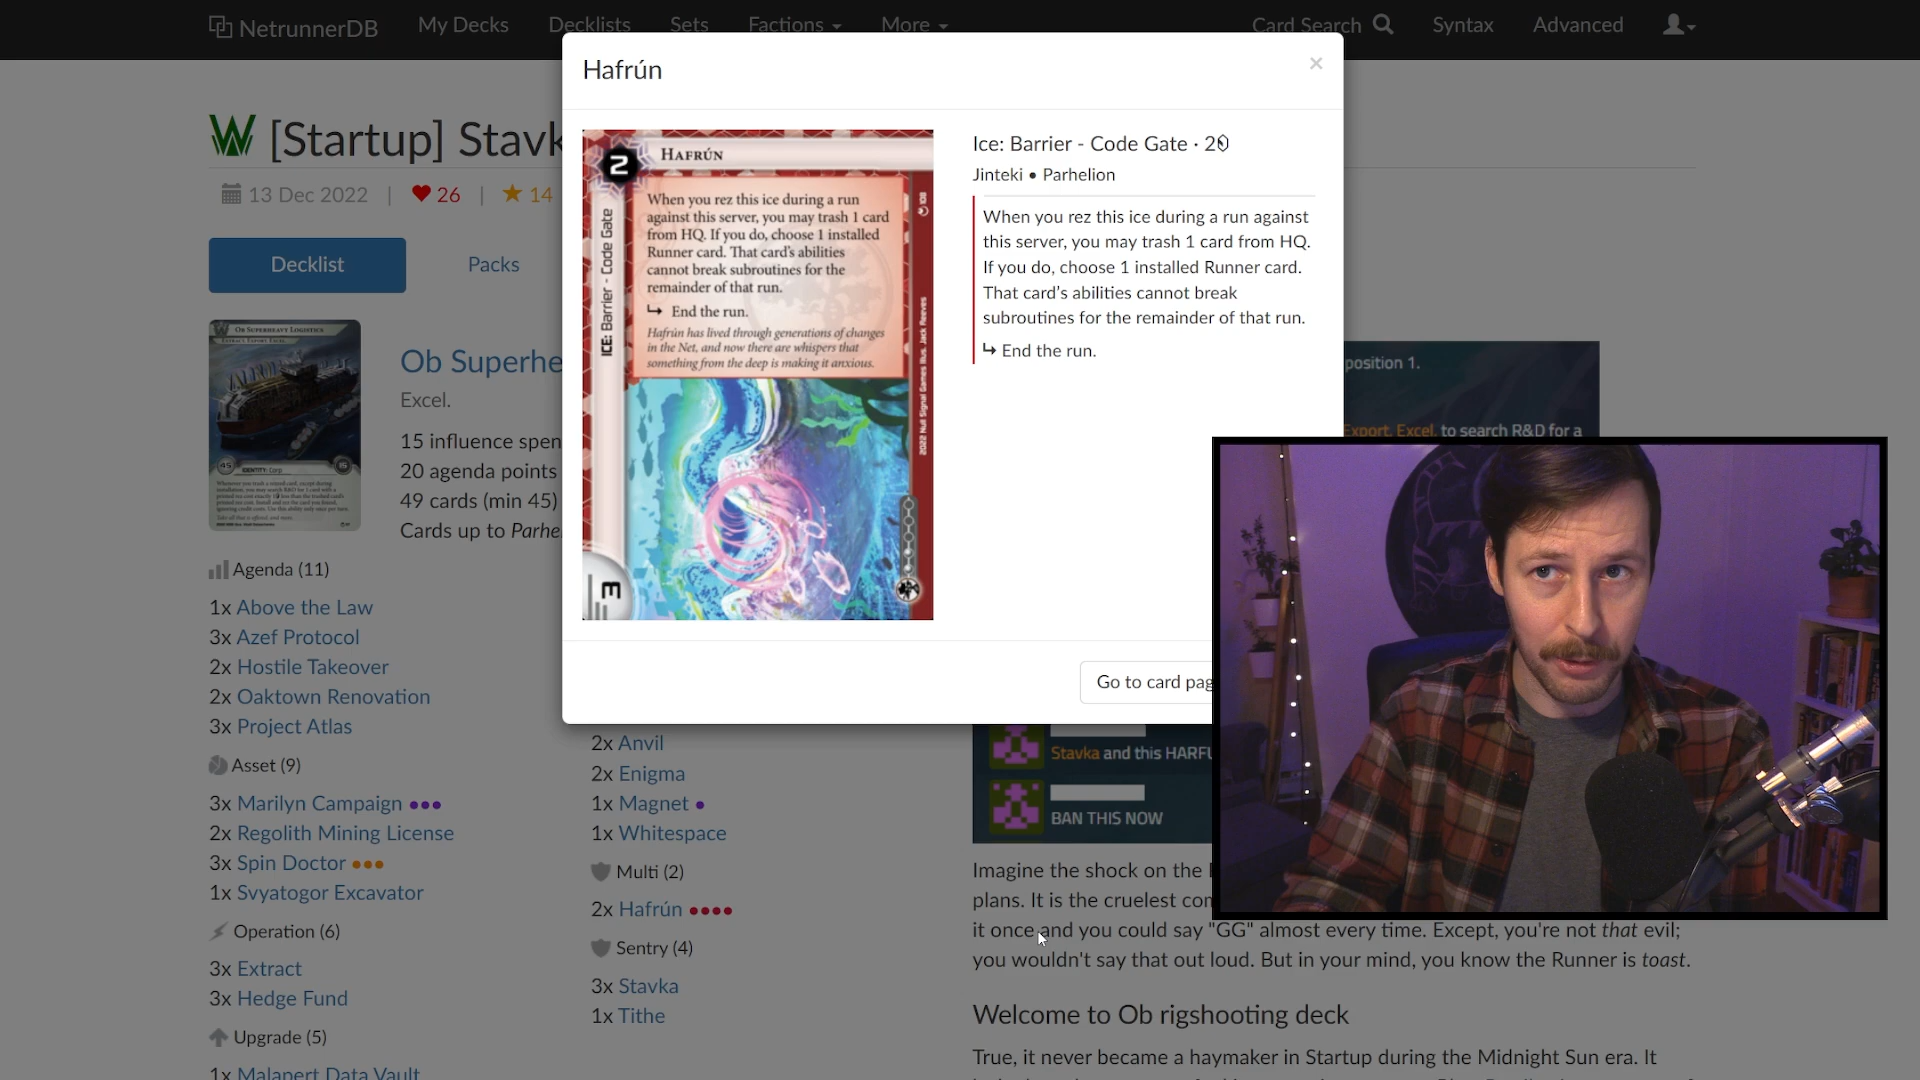 NetrunnerDB
My Decks
Decklists
Sets
Factions
More
Card Search
Syntax
Advanced
Hafrún
×
[Startup] Stavk
13 Dec 2022
26
14
Decklist
Packs
Ob Superheavy Logistics
45
15
Ob Superhe
Excel.
15 influence spen
20 agenda points
49 cards (min 45)
Cards up to Parhe
2
Hafrún
ICE: Barrier - Code Gate
When you rez this ice during a run
against this server, you may trash 1 card
from HQ. If you do, choose 1 installed
Runner card. That card's abilities
cannot break subroutines for the
remainder of that run.
↳ End the run.
Hafrún has lived through generations of changes
in the Net, and now there are whispers that
something from the deep is making it anxious.
2022 Null Signal Games Illus. Jack Reeves
3
Ice: Barrier - Code Gate · 2
Jinteki • Parhelion
When you rez this ice during a run against
this server, you may trash 1 card from HQ.
If you do, choose 1 installed Runner card.
That card's abilities cannot break
subroutines for the remainder of that run.
↳ End the run.
Go to card pag
position 1.
Export. Excel. to search R&D for a
Agenda (11)
1x Above the Law
3x Azef Protocol
2x Hostile Takeover
2x Oaktown Renovation
3x Project Atlas
Asset (9)
3x Marilyn Campaign •••
2x Regolith Mining License
3x Spin Doctor •••
1x Svyatogor Excavator
Operation (6)
3x Extract
3x Hedge Fund
Upgrade (5)
1x Malapert Data Vault
2x Anvil
2x Enigma
1x Magnet •
1x Whitespace
Multi (2)
2x Hafrún ••••
Sentry (4)
3x Stavka
1x Tithe
Stavka and this HARFU
BAN THIS NOW
Imagine the shock on the
plans. It is the cruelest con
it once and you could say "GG" almost every time. Except, you're not that evil;
you wouldn't say that out loud. But in your mind, you know the Runner is toast.
Welcome to Ob rigshooting deck
True, it never became a haymaker in Startup during the Midnight Sun era. It